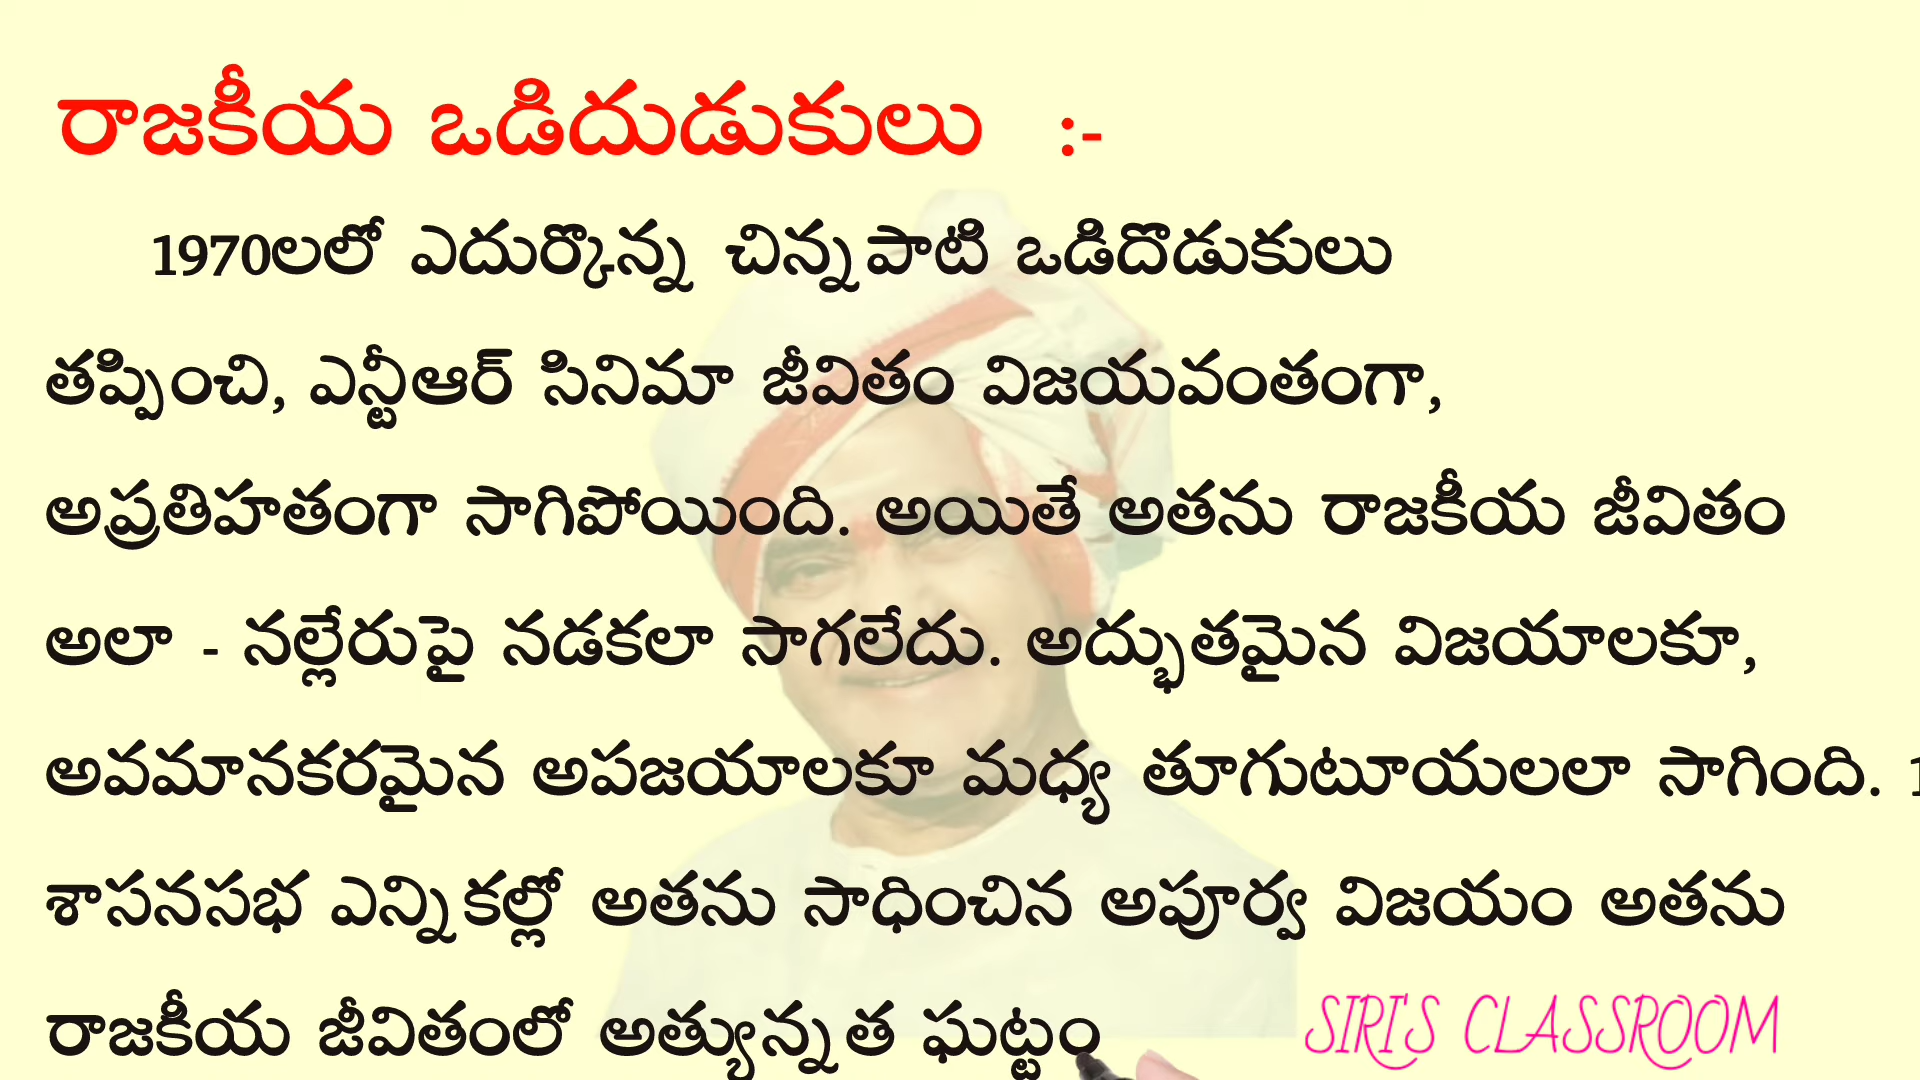 రాజకీయ ఒడిదుడుకులు :-
1970లలో ఎదుర్కొన్న చిన్నపాటి ఒడిదొడుకులు
తప్పించి, ఎన్టీఆర్ సినిమా జీవితం విజయవంతంగా,
అప్రతిహతంగా సాగిపోయింది. అయితే అతను రాజకీయ జీవితం
అలా - నల్లేరుపై నడకలా సాగలేదు. అద్భుతమైన విజయాలకూ,
అవమానకరమైన అపజయాలకూ మధ్య తూగుటూయలలా సాగింది.
శాసనసభ ఎన్నికల్లో అతను సాధించిన అపూర్వ విజయం అతను
రాజకీయ జీవితంలో అత్యున్నత ఘట్టం
SIRI'S CLASSROOM